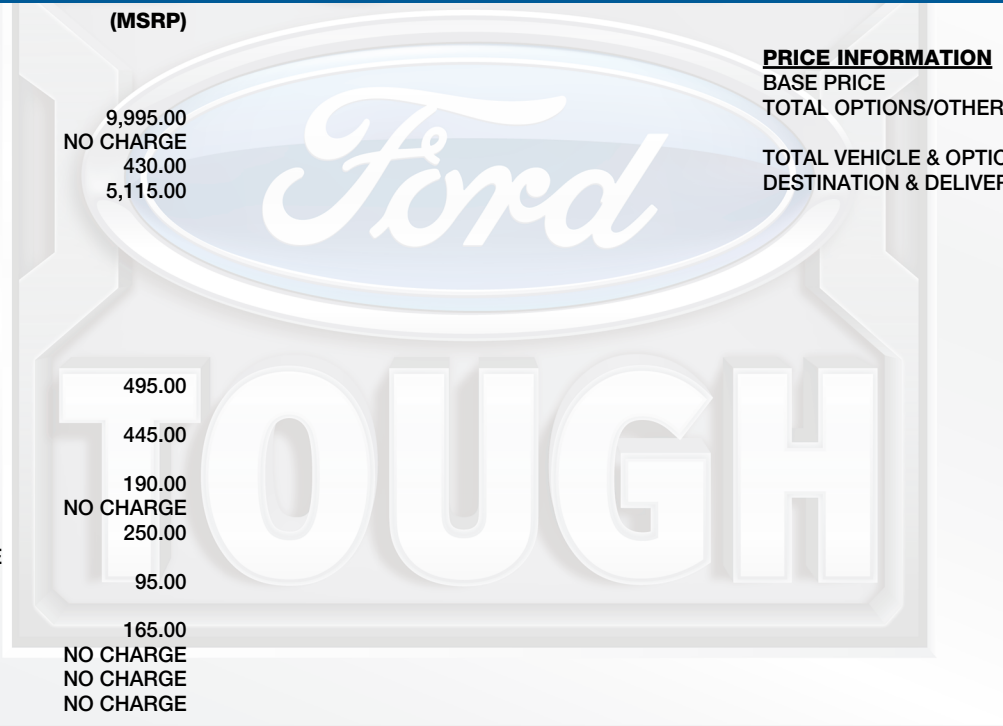 (MSRP)
9,995.00
NO CHARGE
430.00
5,115.00
495.00
445.00
190.00
NO CHARGE
250.00
95.00
165.00
NO CHARGE
NO CHARGE
NO CHARGE
PRICE INFORMATION
BASE PRICE
TOTAL OPTIONS/OTHER
TOTAL VEHICLE & OPTIO
DESTINATION & DELIVER
Ford
TOUGH